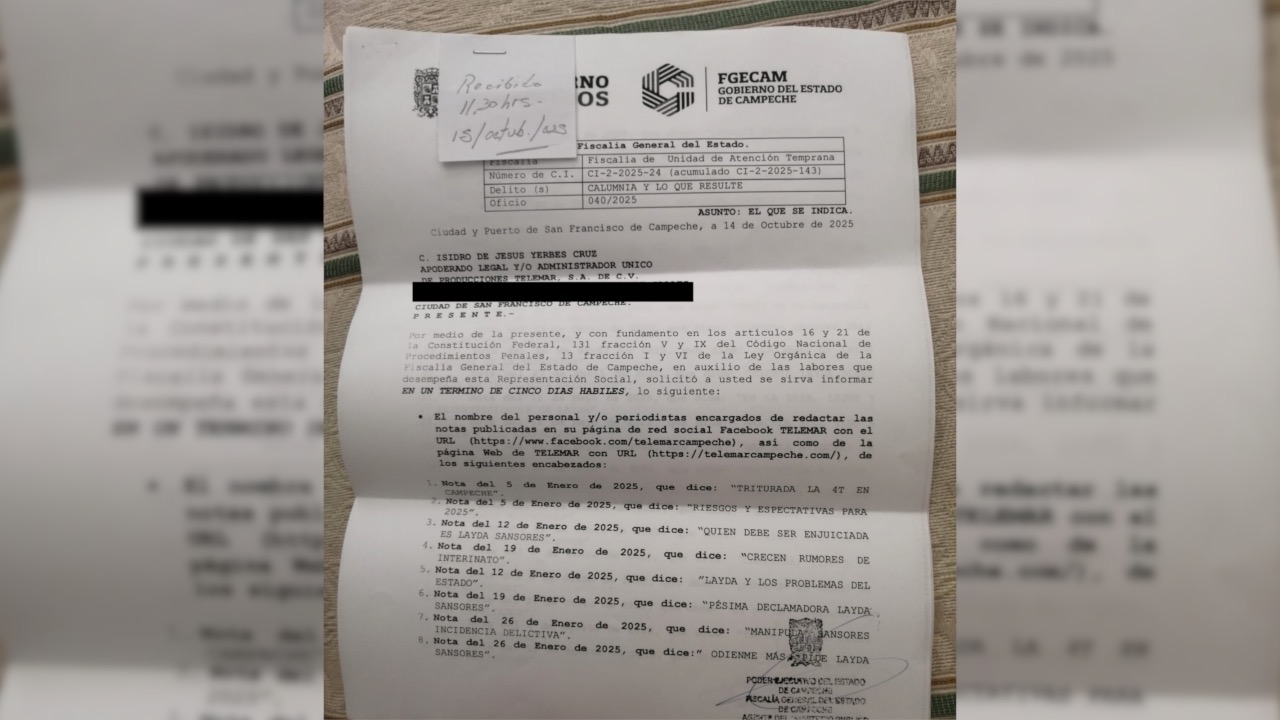 Recibido
11.30 hrs.-
RNO
OS
FGECAM
GOBIERNO DEL ESTADO
DE CAMPECHE
Fiscalia General del Estado.
Fiscalia Fiscalia de Unidad de Atención Temprana
Número de C.I. CI-2-2025-24 (acumulado CI-2-2025-143)
Delito (s) CALUMNIA Y LO QUE RESULTE
Oficio 040/2025
ASUNTO: EL QUE SE INDICA.
Ciudad y Puerto de San Francisco de Campeche, a 14 de Octubre de 2025
C. ISIDRO DE JESUS YERBES CRUZ
APODERADO LEGAL Y/O ADMINISTRADOR UNICO
DE PRODUCCIONES TELEMAR, S.A. DE C.V.
CIUDAD DE SAN FRANCISCO DE CAMPECHE.
P R E S E N T E.-
Por medio de la presente, y con fundamento en los artículos 16 y 21 de
la Constitución Federal, 131 fracción V y IX del Código Nacional de
Procedimientos Penales, 13 fracción I y VI de la Ley Orgánica de la
Fiscalía General del Estado de Campeche, en auxilio de las labores que
desempeña esta Representación Social, solicitó a usted se sirva informar
EN UN TERMINO DE CINCO DIAS HABILES, lo siguiente:
• El nombre del personal y/o periodistas encargados de redactar las
notas publicadas en su página de red social Facebook TELEMAR con el
URL (https://www.facebook.com/telemarcampeche), así como de la
página Web de TELEMAR con URL (https://telemarcampeche.com/), de
los siguientes encabezados:
1. Nota del 5 de Enero de 2025, que dice: "TRITURADA LA 4T EN
CAMPECHE".
2. Nota del 5 de Enero de 2025, que dice: "RIESGOS Y ESPECTATIVAS PARA
2025".
3. Nota del 12 de Enero de 2025, que dice: "QUIEN DEBE SER ENJUICIADA
ES LAYDA SANSORES".
4. Nota del 19 de Enero de 2025, que dice: "CRECEN RUMORES DE
INTERINATO".
5. Nota del 12 de Enero de 2025, que dice: "LAYDA Y LOS PROBLEMAS DEL
ESTADO".
6. Nota del 19 de Enero de 2025, que dice: "PÉSIMA DECLAMADORA LAYDA
SANSORES".
7. Nota del 26 de Enero de 2025, que dice: "MANIPULA SANSORES
INCIDENCIA DELICTIVA".
8. Nota del 26 de Enero de 2025, que dice:" ODIENME MÁS PIDE LAYDA
SANSORES".
PODER EJECUTIVO DEL ESTADO
DE CAMPECHE
FISCALÍA GENERAL DEL ESTADO
DE CAMPECHE